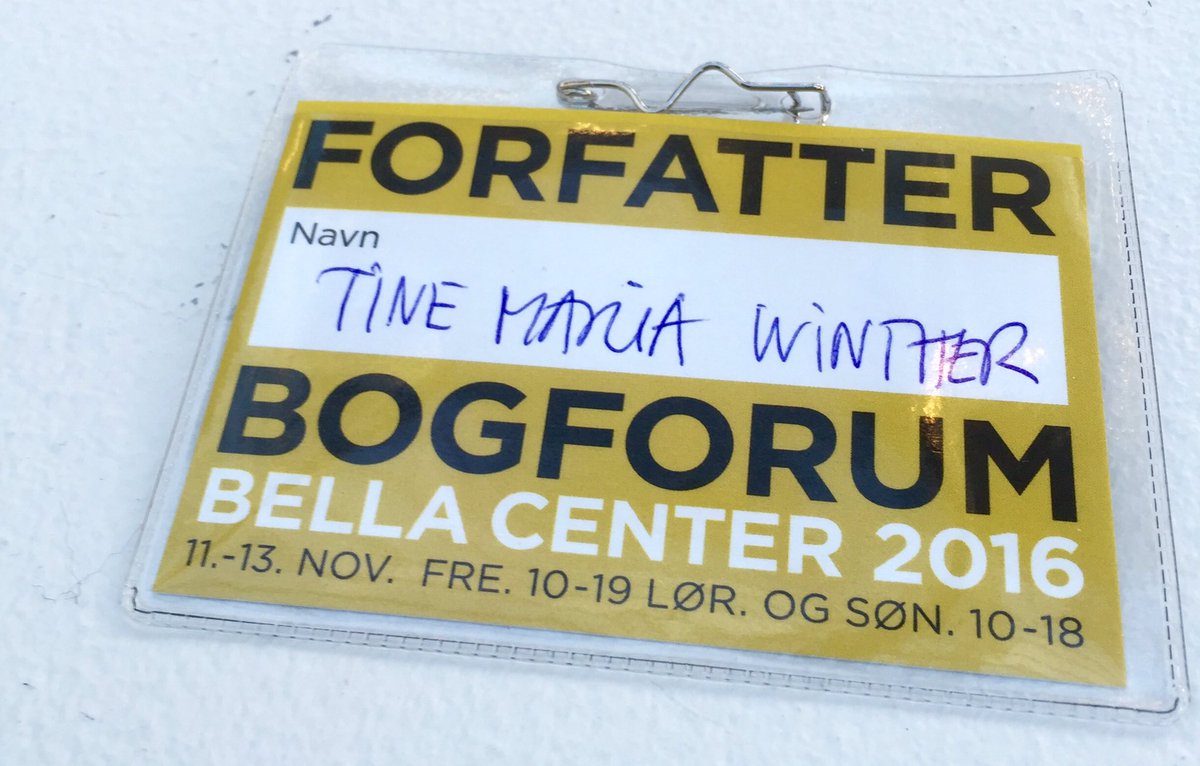 FORFATTER
Navn
TINE MARIA WINTHER
BOGFORUM
BELLA CENTER 2016
11.-13. NOV. FRE. 10-19 LØR. OG SØN. 10-18